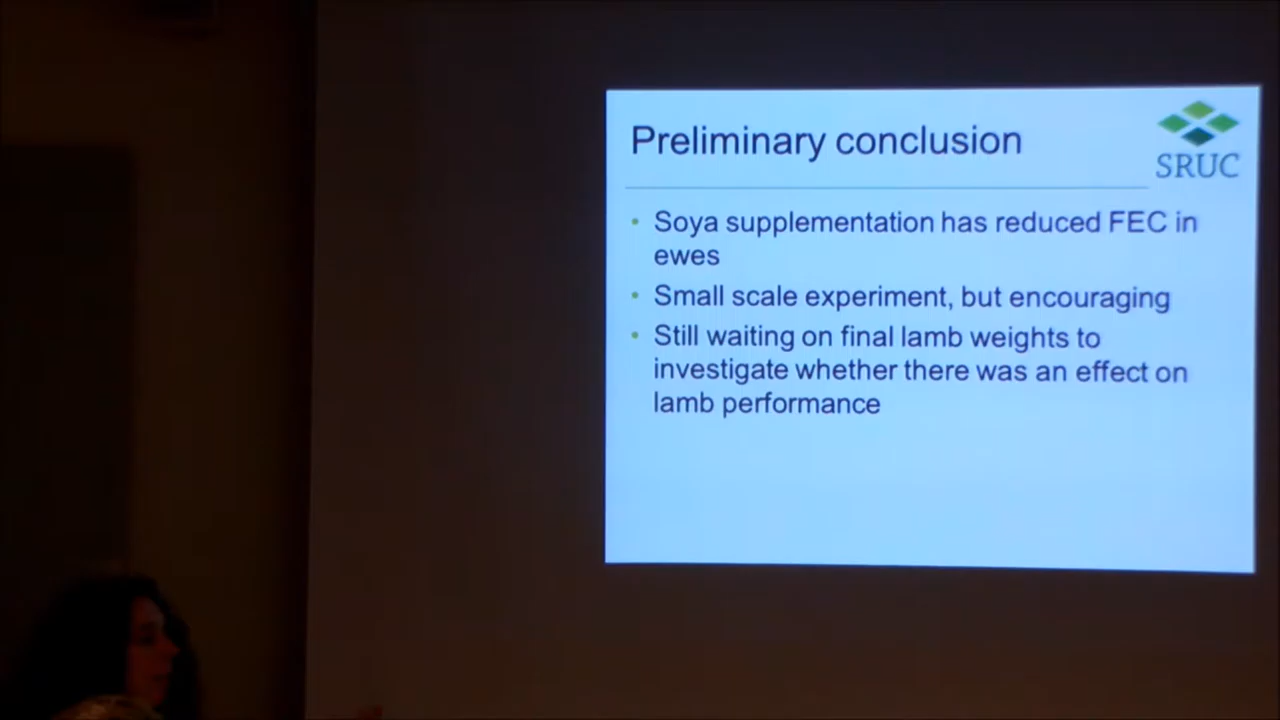 Preliminary conclusion
SRUC
• Soya supplementation has reduced FEC in
ewes
• Small scale experiment, but encouraging
• Still waiting on final lamb weights to
investigate whether there was an effect on
lamb performance